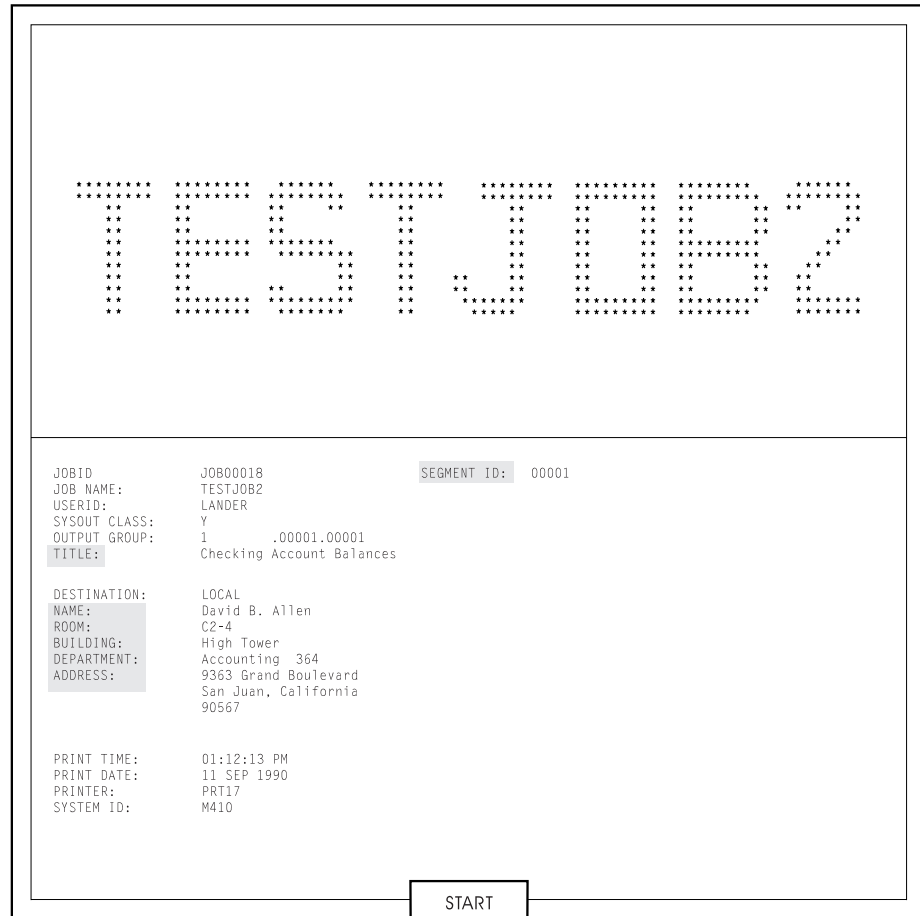 TESTJOB2
JOBID JOB00018 SEGMENT ID: 00001
JOB NAME: TESTJOB2
USERID: LANDER
SYSOUT CLASS: Y
OUTPUT GROUP: 1 .00001.00001
TITLE: Checking Account Balances
DESTINATION: LOCAL
NAME: David B. Allen
ROOM: C2-4
BUILDING: High Tower
DEPARTMENT: Accounting 364
ADDRESS: 9363 Grand Boulevard
San Juan, California
90567
PRINT TIME: 01:12:13 PM
PRINT DATE: 11 SEP 1990
PRINTER: PRT17
SYSTEM ID: M410
START